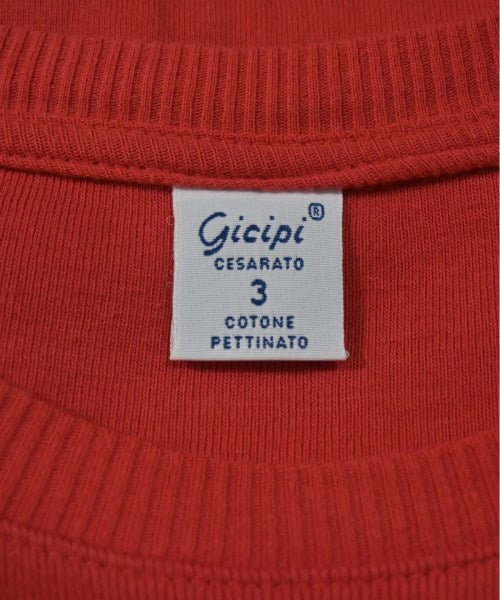 Gicipi®
CESARATO
3
COTONE
PETTINATO